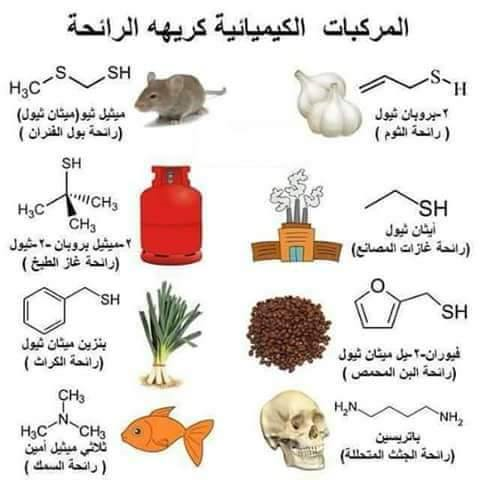 المركبات الكيميائية كريهه الرائحة
S
SH
H₃C
ميثيل ثيو(ميثان ثيول)
(رائحة بول الفئران )
S
H
٢-بروبان ثيول
( رائحة الثوم )
SH
H₃C
CH₃
CH₃
٢-ميثيل بروبان -٢-ثيول
(رائحة غاز الطبخ )
SH
أيثان ثيول
(رائحة غازات المصانع)
SH
بنزين ميثان ثيول
(رائحة الكراث )
O
SH
فيوران-٢-يل ميثان ثيول
(رائحة البن المحمص )
CH₃
N
H₃C
CH₃
ثلاثي ميثيل أمين
( رائحة السمك )
H₂N
NH₂
باتريسين
(رائحة الجثث المتحللة)